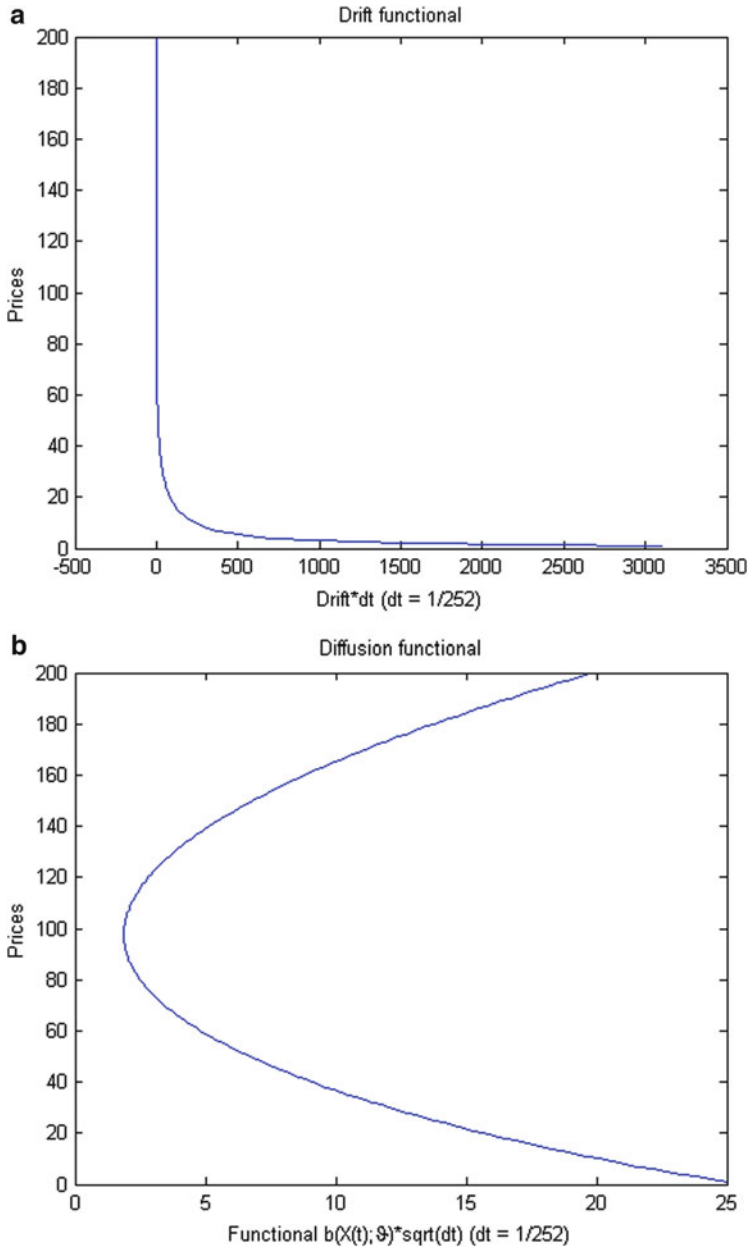 a
Drift functional
200
180
160
140
120
100
80
60
40
20
0
Prices
-500 0 500 1000 1500 2000 2500 3000 3500
Drift*dt (dt = 1/252)
b
Diffusion functional
200
180
160
140
120
100
80
60
40
20
0
Prices
0 5 10 15 20 25
Functional b(X(t);ϑ)*sqrt(dt) (dt = 1/252)